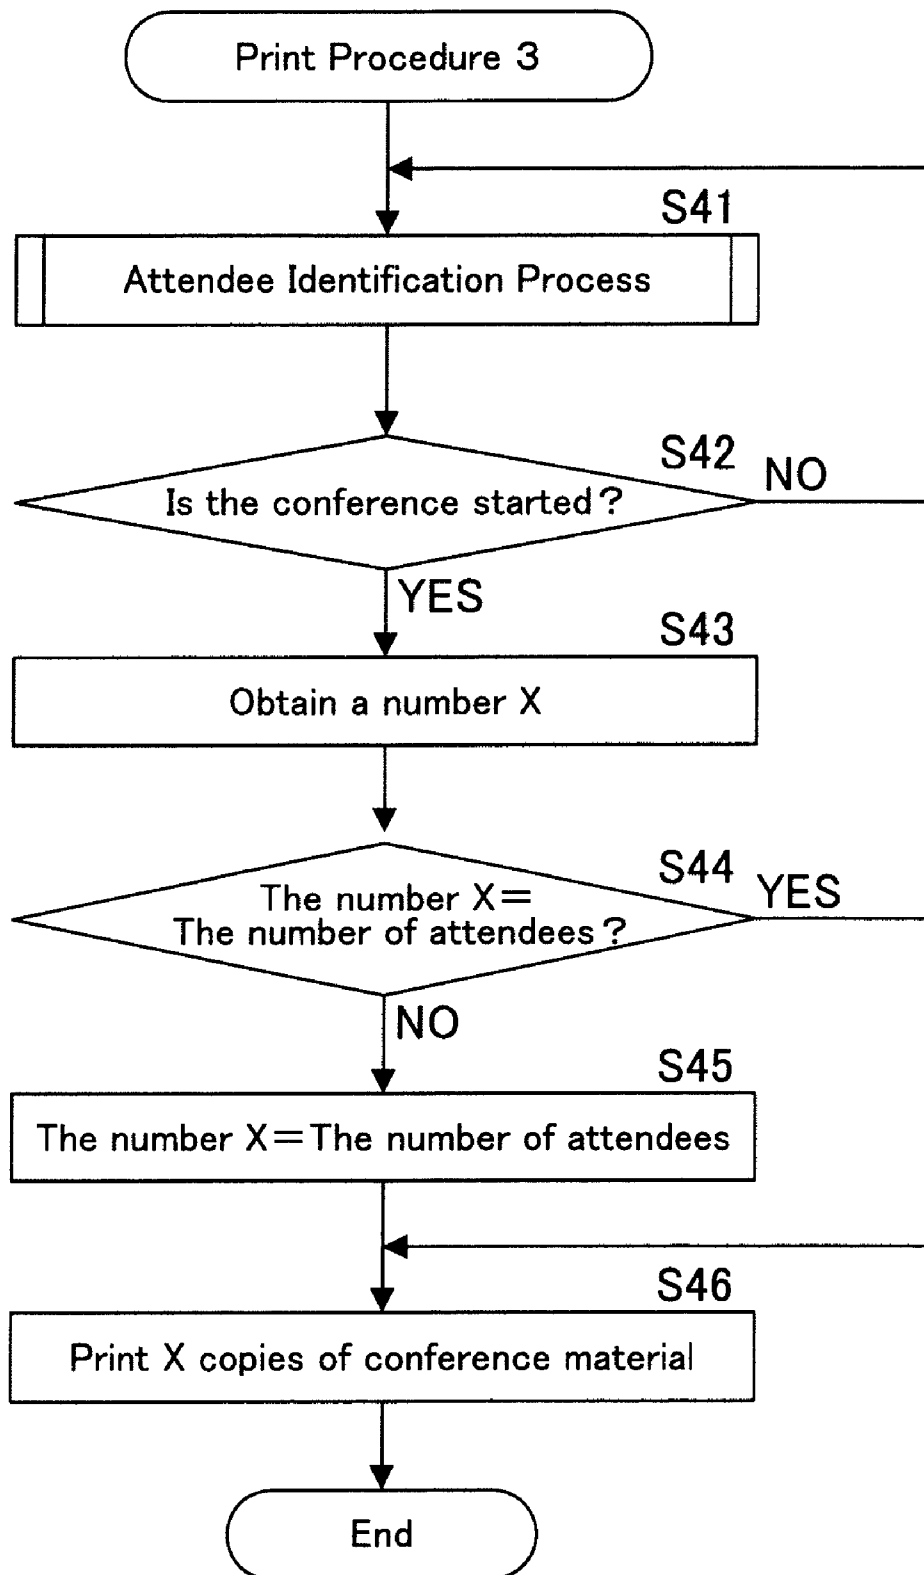 Print Procedure 3
S41
Attendee Identification Process
S42
Is the conference started?
NO
YES
S43
Obtain a number X
S44
The number X=
The number of attendees?
YES
NO
S45
The number X=The number of attendees
S46
Print X copies of conference material
End